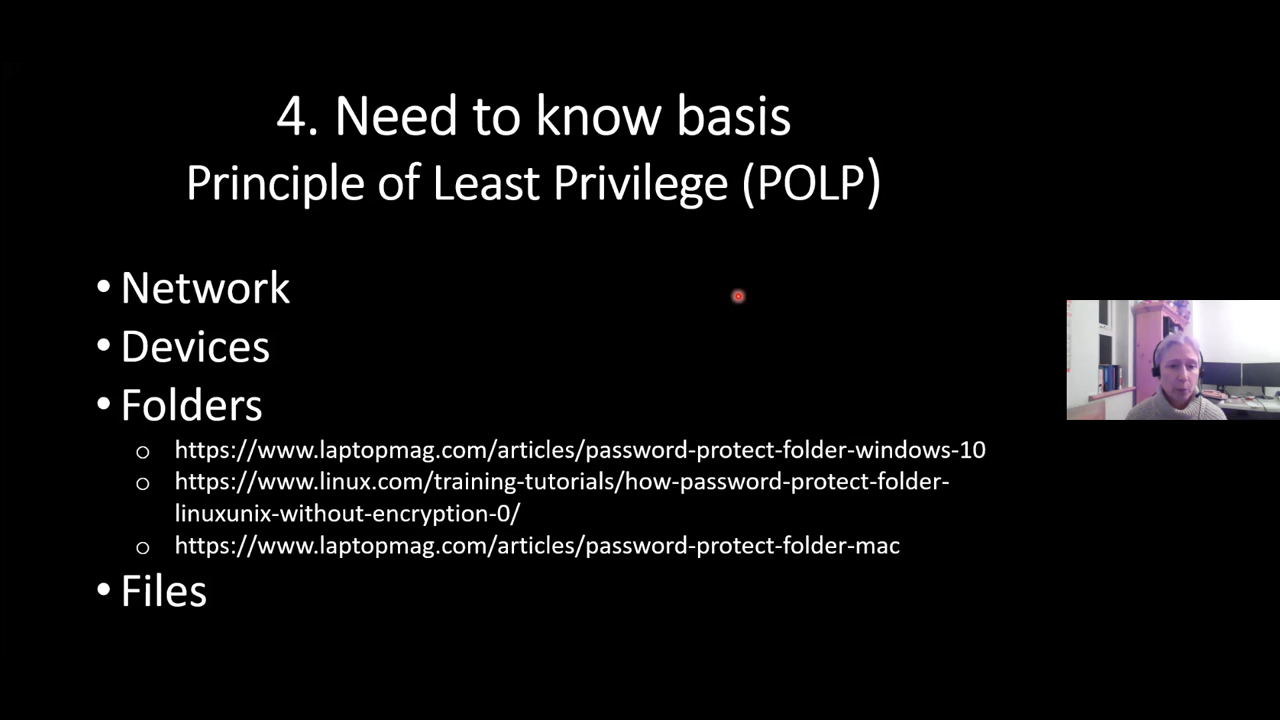 4. Need to know basis
Principle of Least Privilege (POLP)
• Network
• Devices
• Folders
o https://www.laptopmag.com/articles/password-protect-folder-windows-10
o https://www.linux.com/training-tutorials/how-password-protect-folder-
linuxunix-without-encryption-0/
o https://www.laptopmag.com/articles/password-protect-folder-mac
• Files